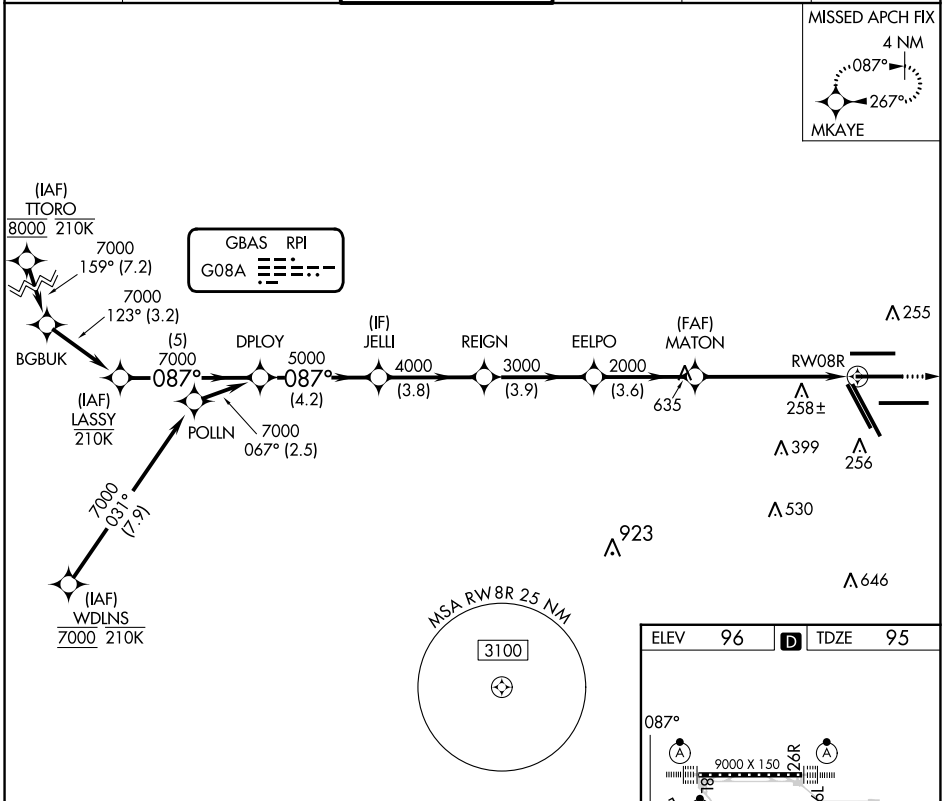 MISSED APCH FIX
4 NM
087°
267°
MKAYE
(IAF)
TTORO
8000 210K
7000
159° (7.2)
7000
123° (3.2)
BGBUK
GBAS RPI
G08A
(IAF)
LASSY
210K
(5)
7000
087°
DPLOY
5000
087°
(4.2)
POLLN
7000
067° (2.5)
(IF)
JELLI
4000
(3.8)
REIGN
3000
(3.9)
EELPO
2000
(3.6)
(FAF)
MATON
635
RW08R
255
258±
399
256
530
923
646
7000
031°
(7.9)
(IAF)
WDLNS
7000 210K
MSA RW8R 25 NM
3100
ELEV 96 D TDZE 95
087°
A
A
9000 X 150
26R
8L
6L